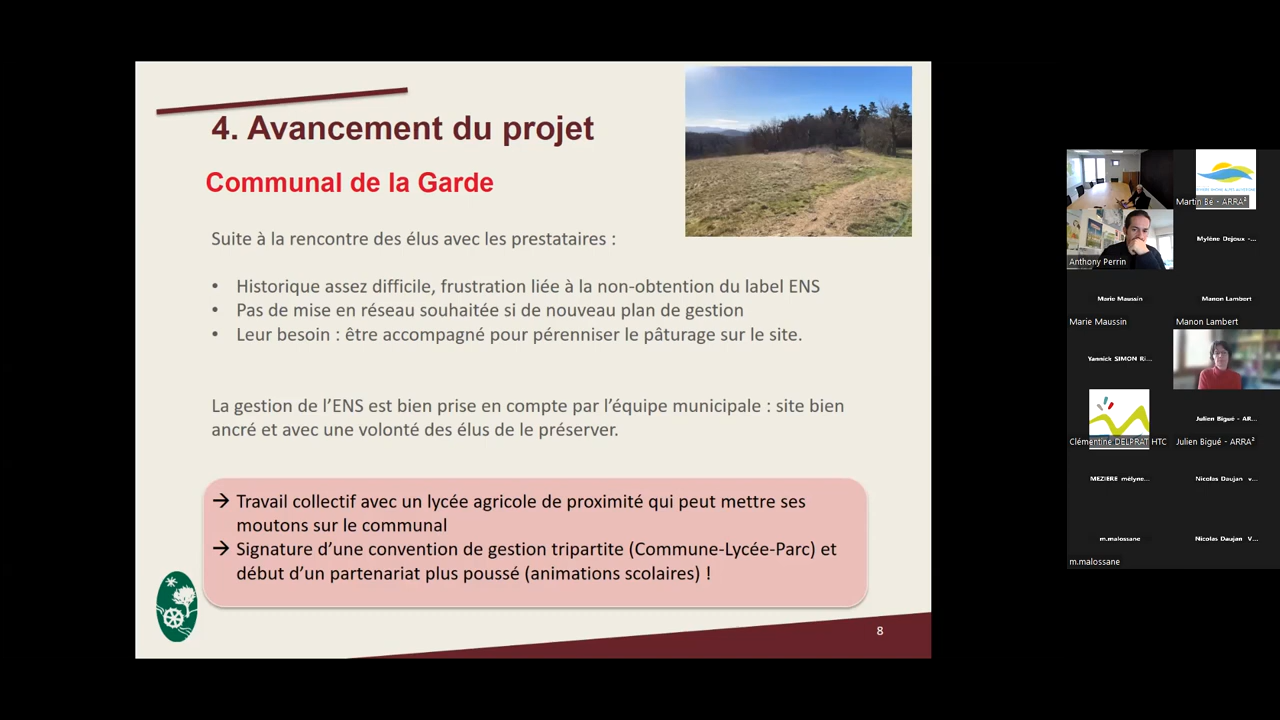 4. Avancement du projet
Communal de la Garde
Suite à la rencontre des élus avec les prestataires :
• Historique assez difficile, frustration liée à la non-obtention du label ENS
• Pas de mise en réseau souhaitée si de nouveau plan de gestion
• Leur besoin : être accompagné pour pérenniser le pâturage sur le site.
La gestion de l’ENS est bien prise en compte par l’équipe municipale : site bien
ancré et avec une volonté des élus de le préserver.
→ Travail collectif avec un lycée agricole de proximité qui peut mettre ses
moutons sur le communal
→ Signature d’une convention de gestion tripartite (Commune-Lycée-Parc) et
début d’un partenariat plus poussé (animations scolaires) !
8
Martin Bé - ARRA²
Anthony Perrin
Mylène Dejoux -...
Marie Maussin
Manon Lambert
Marie Maussin
Manon Lambert
Yannick SIMON Ri...
Clémentine DELPRAT HTC
Julien Bigué - AR...
Julien Bigué - ARRA²
MEZIERE mélyne...
Nicolas Daujan v...
m.malossane
Nicolas Daujan V...
m.malossane